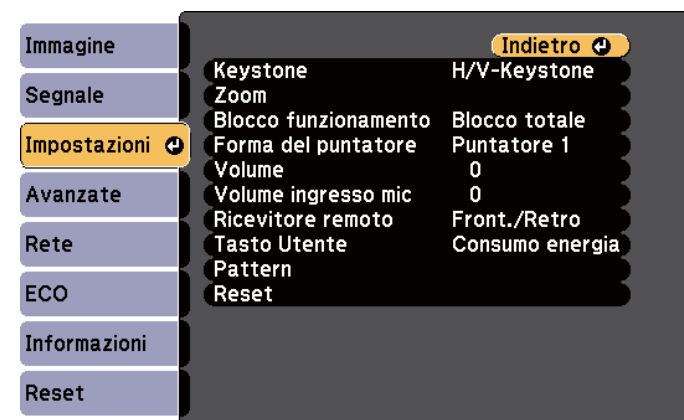 Immagine
Segnale
Impostazioni
Avanzate
Rete
ECO
Informazioni
Reset
Indietro
Keystone H/V-Keystone
Zoom
Blocco funzionamento Blocco totale
Forma del puntatore Puntatore 1
Volume 0
Volume ingresso mic 0
Ricevitore remoto Front./Retro
Tasto Utente Consumo energia
Pattern
Reset